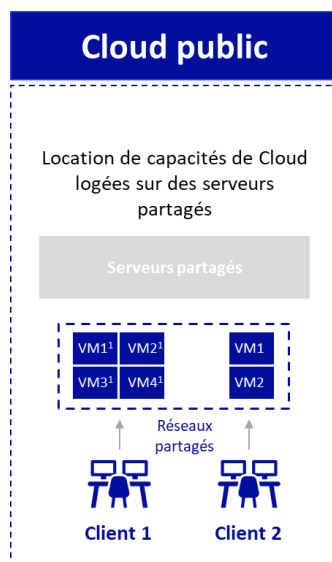 Cloud public
Location de capacités de Cloud
logées sur des serveurs
partagés
Serveurs partagés
VM1¹ VM2¹ VM1
VM3¹ VM4¹ VM2
Réseaux
partagés
Client 1 Client 2